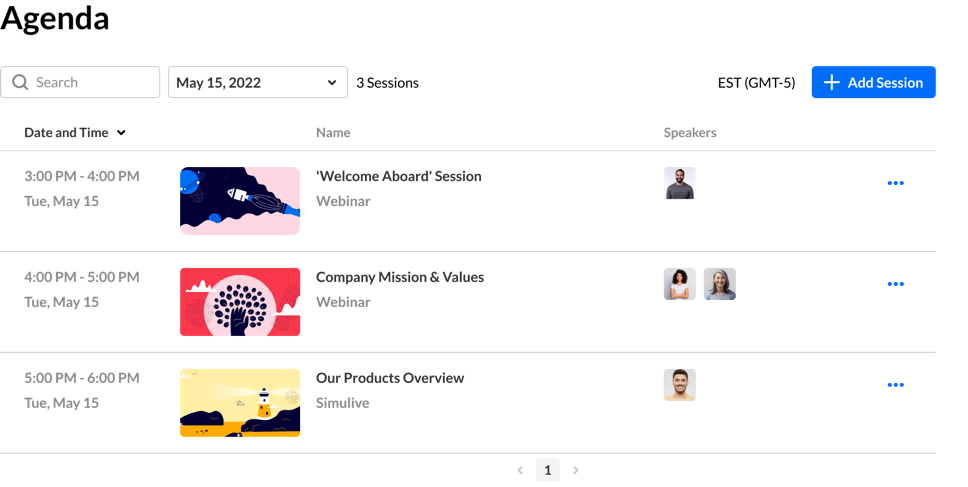 Agenda
Search
May 15, 2022
3 Sessions
EST (GMT-5)
Add Session
Date and Time
Name
Speakers
3:00 PM - 4:00 PM
Tue, May 15
'Welcome Aboard' Session
Webinar
4:00 PM - 5:00 PM
Tue, May 15
Company Mission & Values
Webinar
5:00 PM - 6:00 PM
Tue, May 15
Our Products Overview
Simulive
1